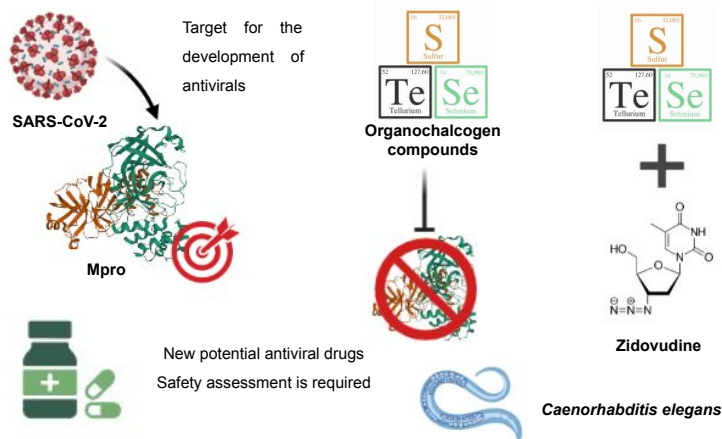 Target for the
development of
antivirals
SARS-CoV-2
Mpro
16 32,065
S
Sulfur
52 127,60
Te
Tellurium
34 78,960
Se
Selenium
Organochalcogen
compounds
16 32,065
S
Sulfur
52 127,60
Te
Tellurium
34 78,960
Se
Selenium
O
NH
HO
N
O
O
N=N=N
⊖ ⊕
Zidovudine
New potential antiviral drugs
Safety assessment is required
Caenorhabditis elegans